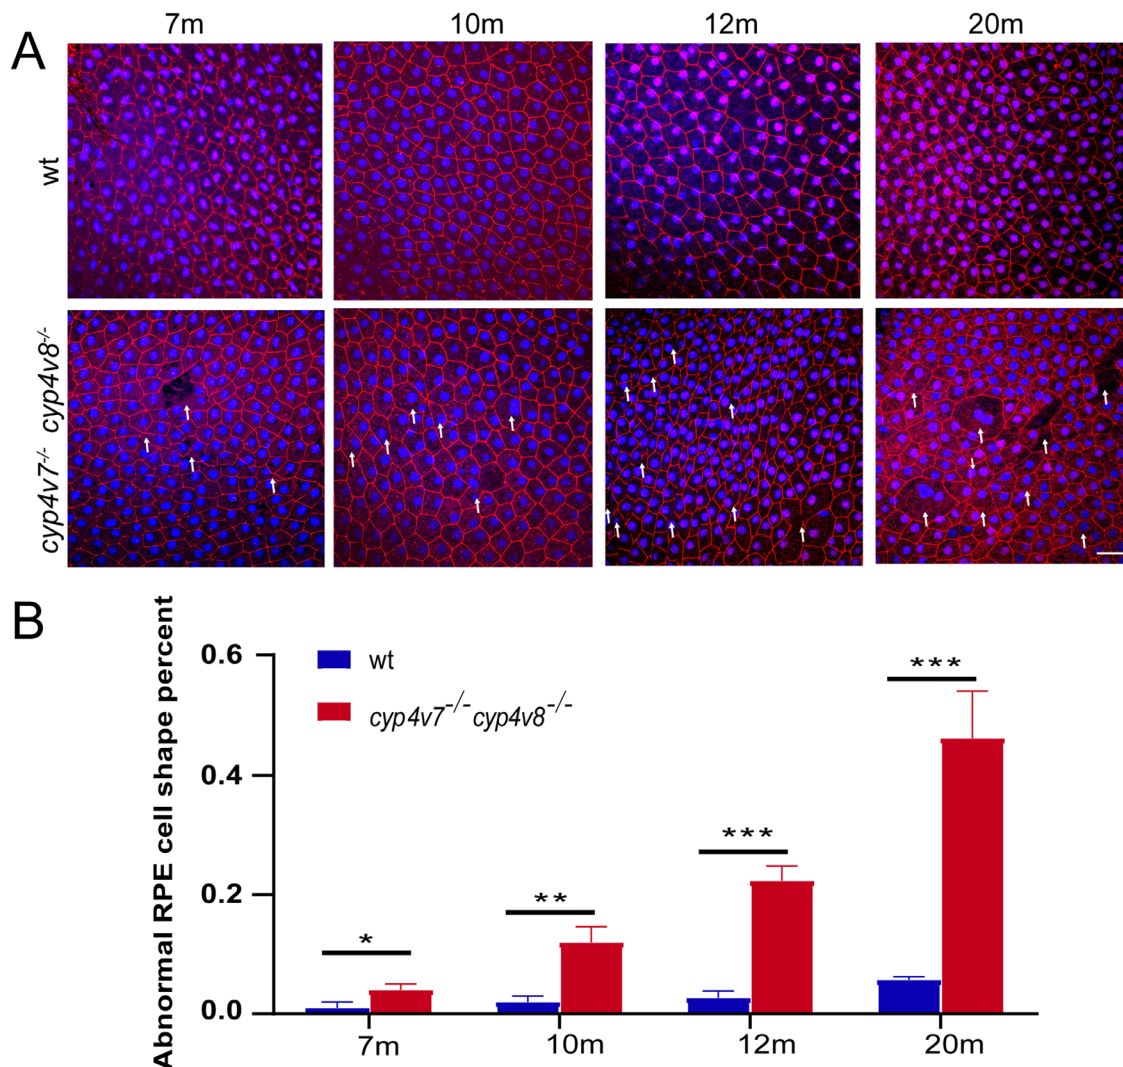 A
7m 10m 12m 20m
wt
cyp4v7-/- cyp4v8-/-
B
Abnormal RPE cell shape percent
wt
cyp4v7-/- cyp4v8-/-
0.6
0.4
0.2
0.0
*
**
***
***
7m 10m 12m 20m